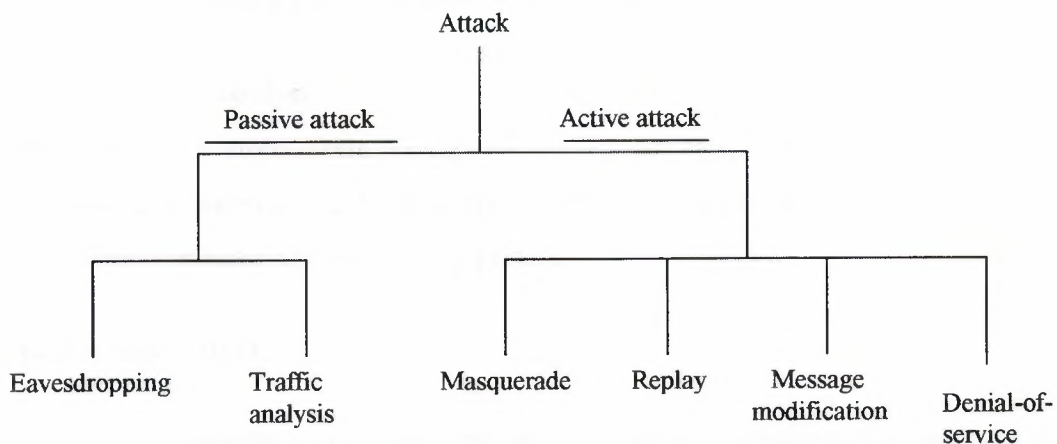 Attack
Passive attack
Active attack
Eavesdropping
Traffic
analysis
Masquerade
Replay
Message
modification
Denial-of-
service